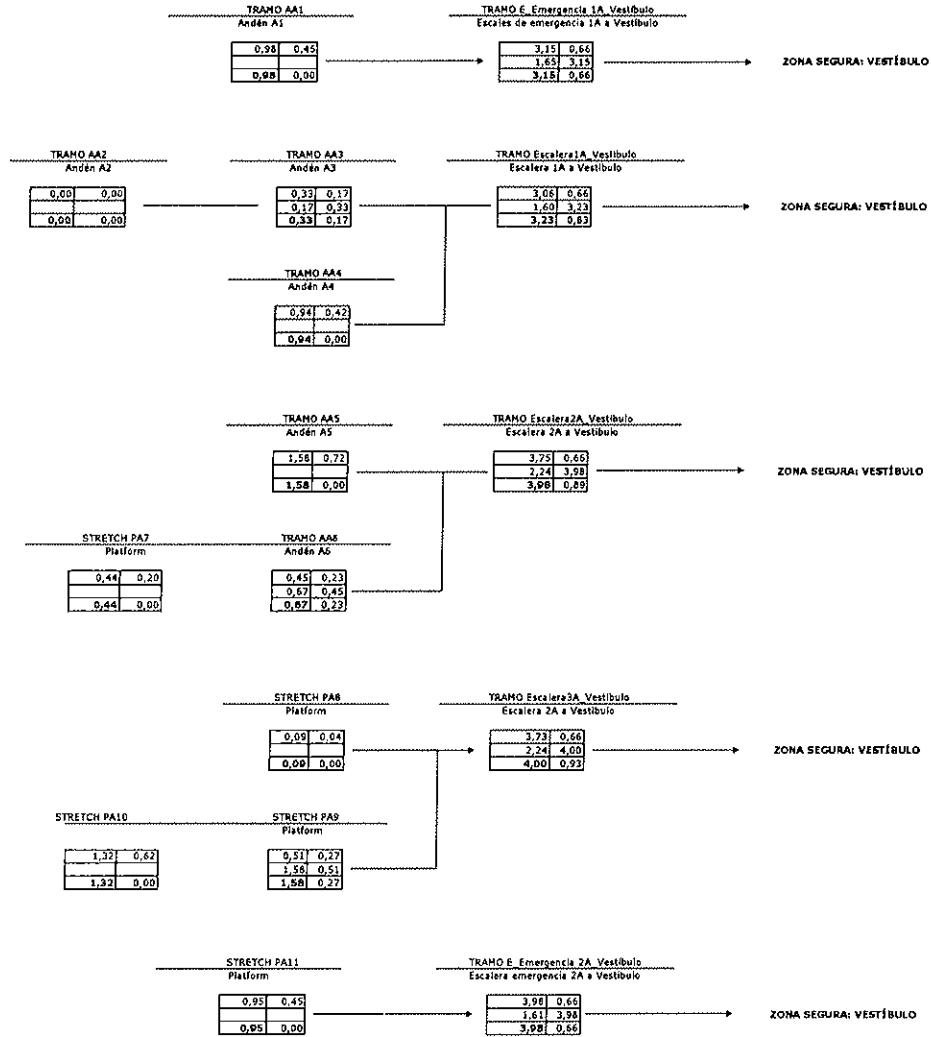 TRAMO AA1
Andén A1
TRAMO E_Emergencia 1A_Vestíbulo
Escales de emergencia 1A a Vestíbulo
0,98 0,45
0,98 0,00
3,15 0,66
1,65 3,15
3,15 0,66
ZONA SEGURA: VESTÍBULO
TRAMO AA2
Andén A2
TRAMO AA3
Andén A3
TRAMO Escalera1A_Vestíbulo
Escalera 1A a Vestíbulo
0,00 0,00
0,00 0,00
0,33 0,17
0,17 0,33
0,33 0,17
3,06 0,66
1,60 3,23
3,23 0,83
ZONA SEGURA: VESTÍBULO
TRAMO AA4
Andén A4
0,94 0,42
0,94 0,00
TRAMO AA5
Andén A5
TRAMO Escalera2A_Vestíbulo
Escalera 2A a Vestíbulo
1,58 0,72
1,58 0,00
3,75 0,66
2,24 3,98
3,98 0,89
ZONA SEGURA: VESTÍBULO
STRETCH PA7
Platform
TRAMO AA6
Andén A6
0,44 0,20
0,44 0,00
0,45 0,23
0,67 0,45
0,67 0,23
STRETCH PA8
Platform
TRAMO Escalera3A_Vestíbulo
Escalera 2A a Vestíbulo
0,09 0,04
0,09 0,00
3,73 0,66
2,24 4,00
4,00 0,93
ZONA SEGURA: VESTÍBULO
STRETCH PA10
STRETCH PA9
Platform
1,32 0,62
1,32 0,00
0,51 0,27
1,58 0,51
1,58 0,27
STRETCH PA11
Platform
TRAMO E_Emergencia 2A_Vestíbulo
Escalera emergencia 2A a Vestíbulo
0,95 0,45
0,95 0,00
3,98 0,66
1,61 3,98
3,98 0,66
ZONA SEGURA: VESTÍBULO